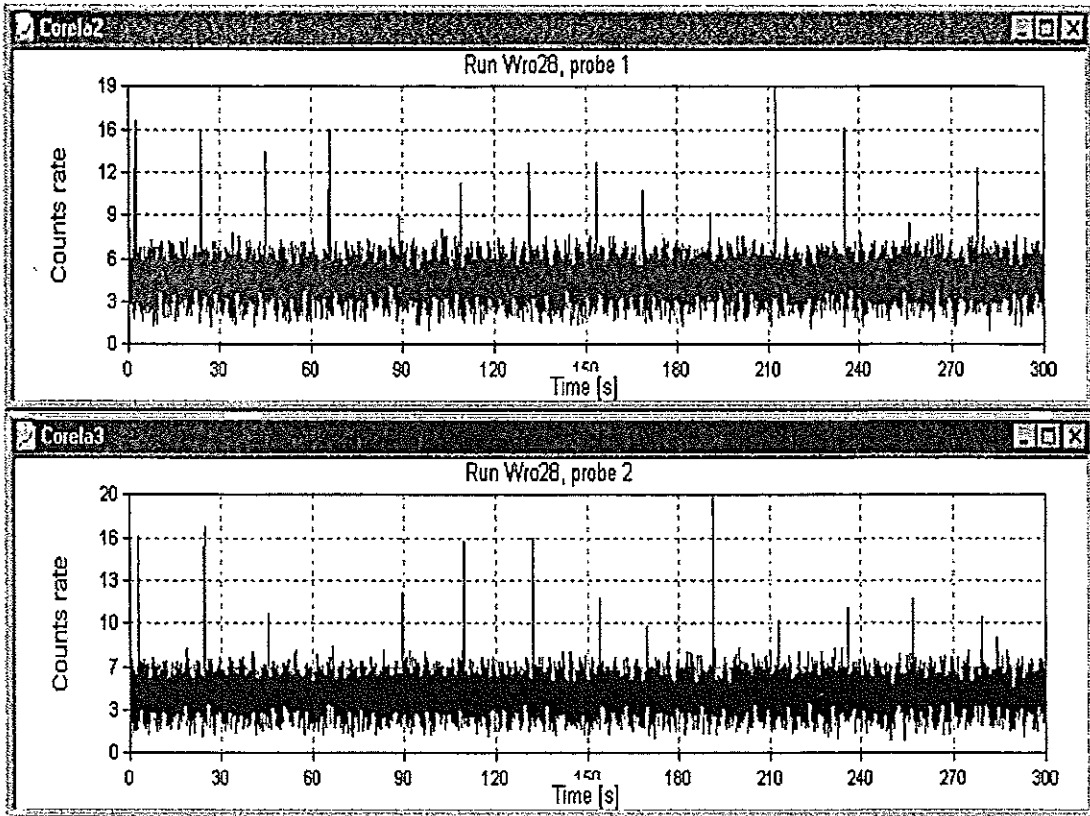 Corela2
Run Wro28, probe 1
Counts rate
19
16
12
9
6
3
0
0 30 60 90 120 150 180 210 240 270 300
Time [s]
Corela3
Run Wro28, probe 2
Counts rate
20
16
13
10
7
3
0
0 30 60 90 120 150 180 210 240 270 300
Time [s]